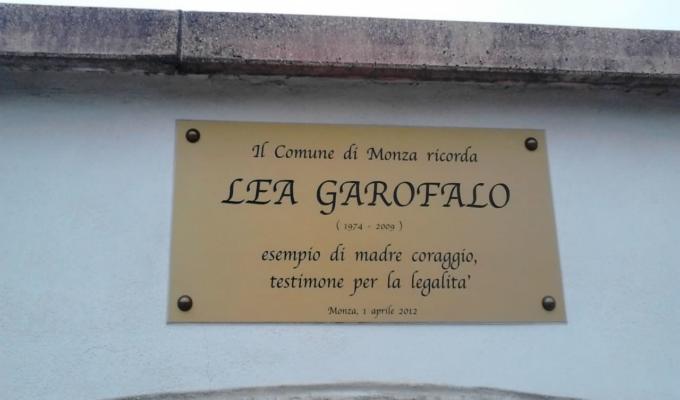 Il Comune di Monza ricorda
LEA GAROFALO
( 1974 - 2009 )
esempio di madre coraggio,
testimone per la legalita'
Monza, 1 aprile 2012